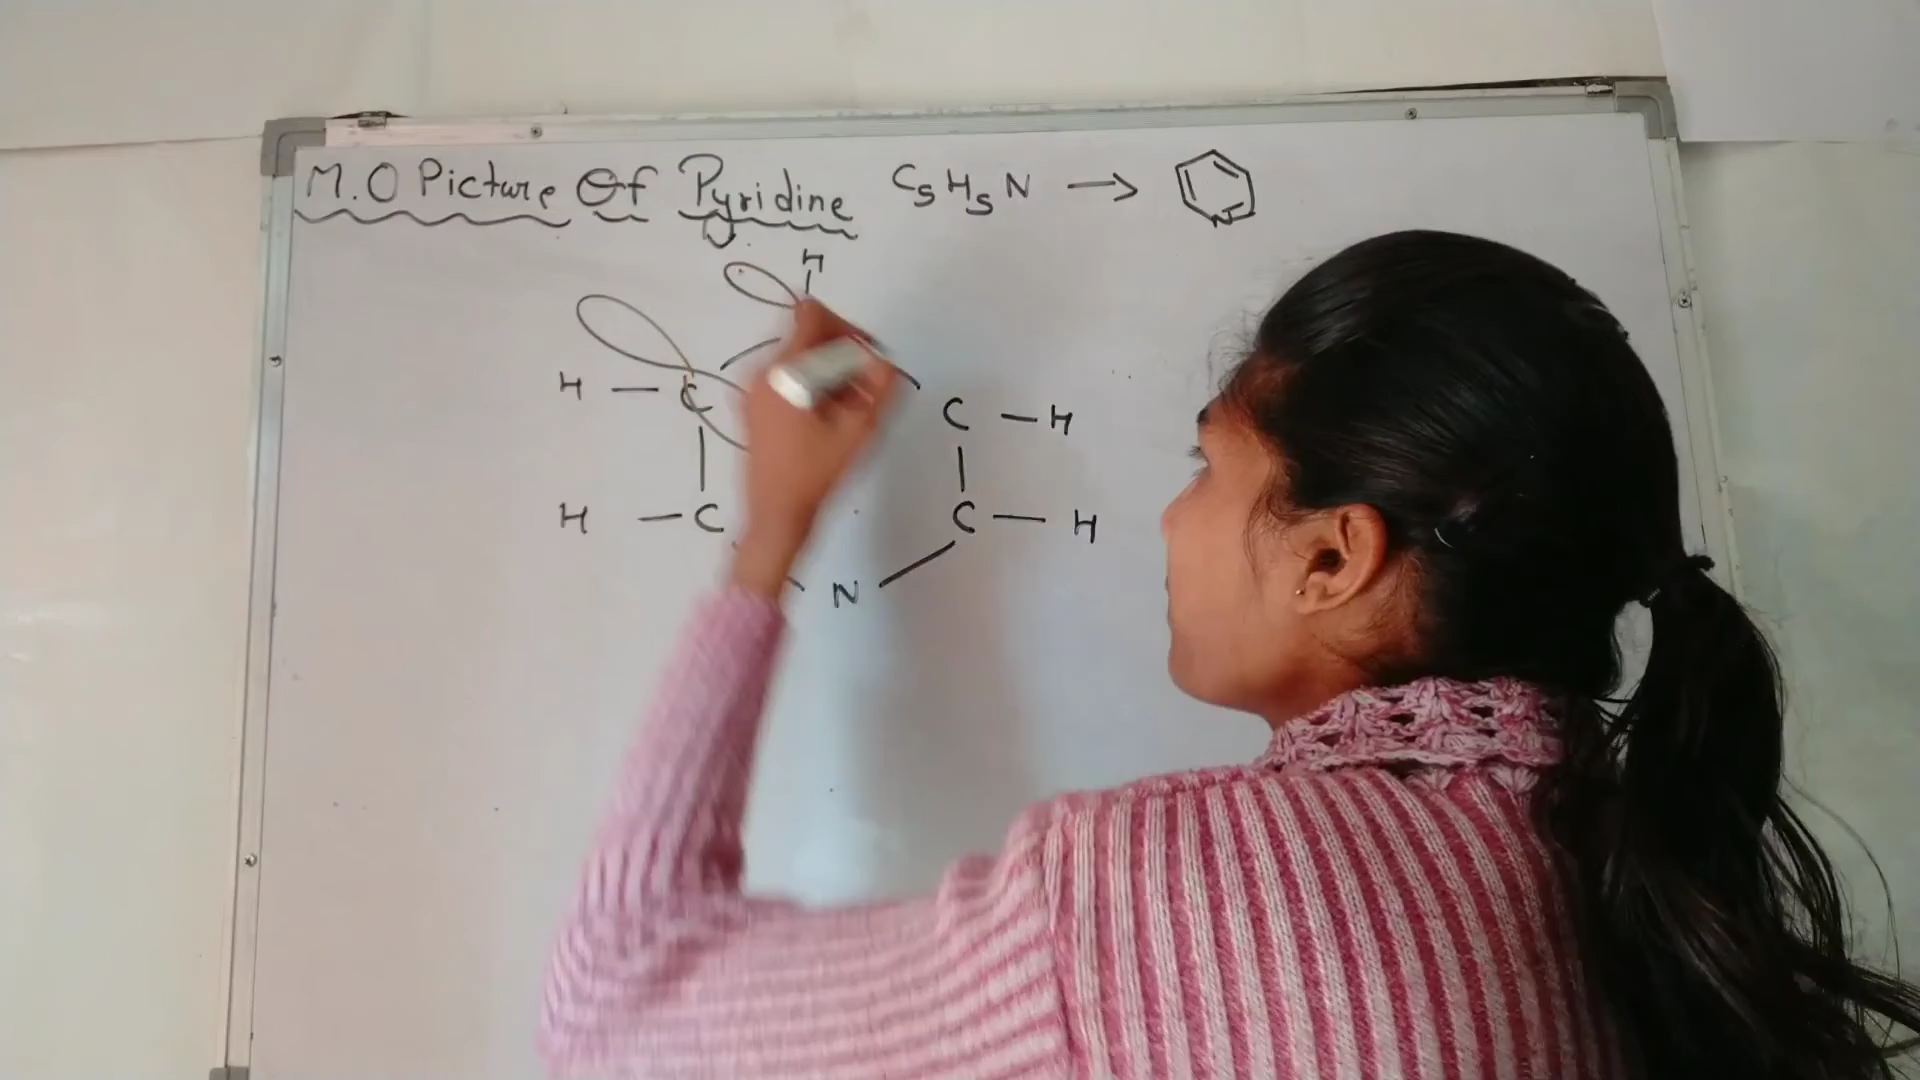 M.O Picture Of Pyridine C5H5N → N
H
H — C C — H
H — C C — H
N